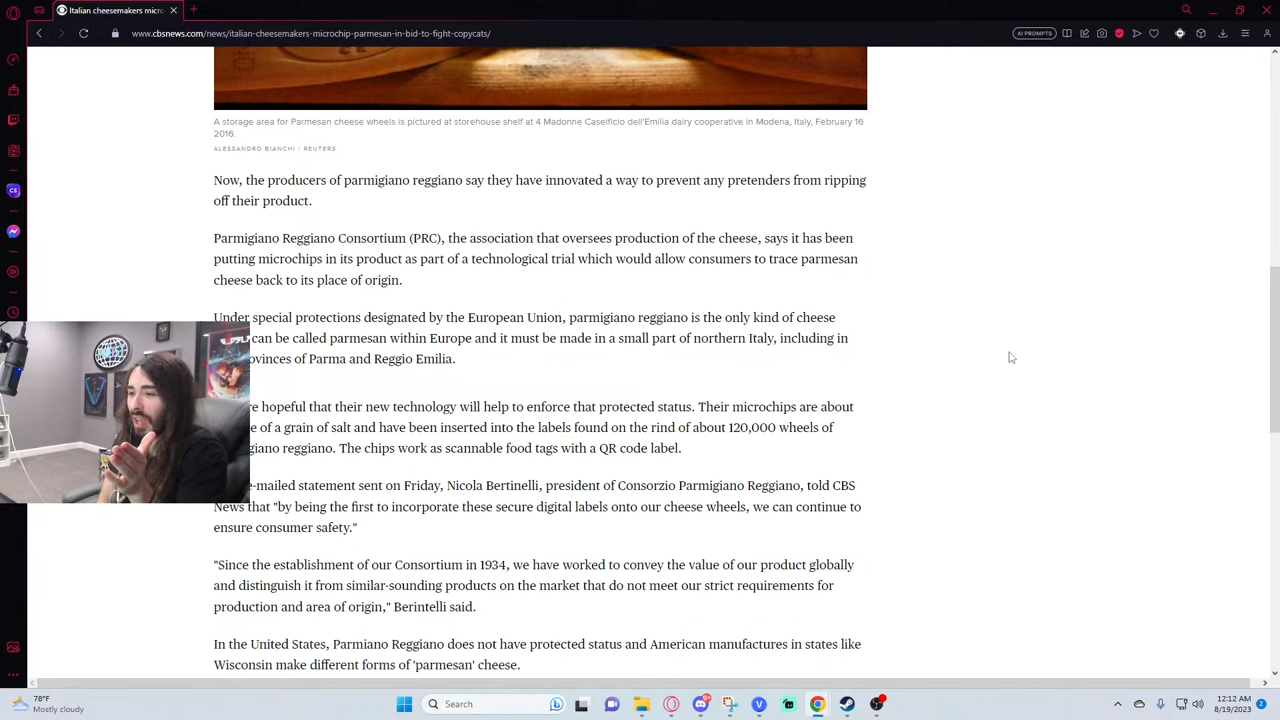 Italian cheesemakers micro
www.cbsnews.com/news/italian-cheesemakers-microchip-parmesan-in-bid-to-fight-copycats/
AI PROMPTS
A storage area for Parmesan cheese wheels is pictured at storehouse shelf at 4 Madonne Caselficio dell'Emilia dairy cooperative in Modena, Italy, February 16
2016.
ALESSANDRO BIANCHI / REUTERS
Now, the producers of parmigiano reggiano say they have innovated a way to prevent any pretenders from ripping
off their product.
Parmigiano Reggiano Consortium (PRC), the association that oversees production of the cheese, says it has been
putting microchips in its product as part of a technological trial which would allow consumers to trace parmesan
cheese back to its place of origin.
Under special protections designated by the European Union, parmigiano reggiano is the only kind of cheese
can be called parmesan within Europe and it must be made in a small part of northern Italy, including in
ovinces of Parma and Reggio Emilia.
re hopeful that their new technology will help to enforce that protected status. Their microchips are about
e of a grain of salt and have been inserted into the labels found on the rind of about 120,000 wheels of
giano reggiano. The chips work as scannable food tags with a QR code label.
e-mailed statement sent on Friday, Nicola Bertinelli, president of Consorzio Parmigiano Reggiano, told CBS
News that "by being the first to incorporate these secure digital labels onto our cheese wheels, we can continue to
ensure consumer safety."
"Since the establishment of our Consortium in 1934, we have worked to convey the value of our product globally
and distinguish it from similar-sounding products on the market that do not meet our strict requirements for
production and area of origin," Berintelli said.
In the United States, Parmiano Reggiano does not have protected status and American manufactures in states like
Wisconsin make different forms of 'parmesan' cheese.
78°F
Mostly cloudy
Search
12:12 AM
8/19/2023